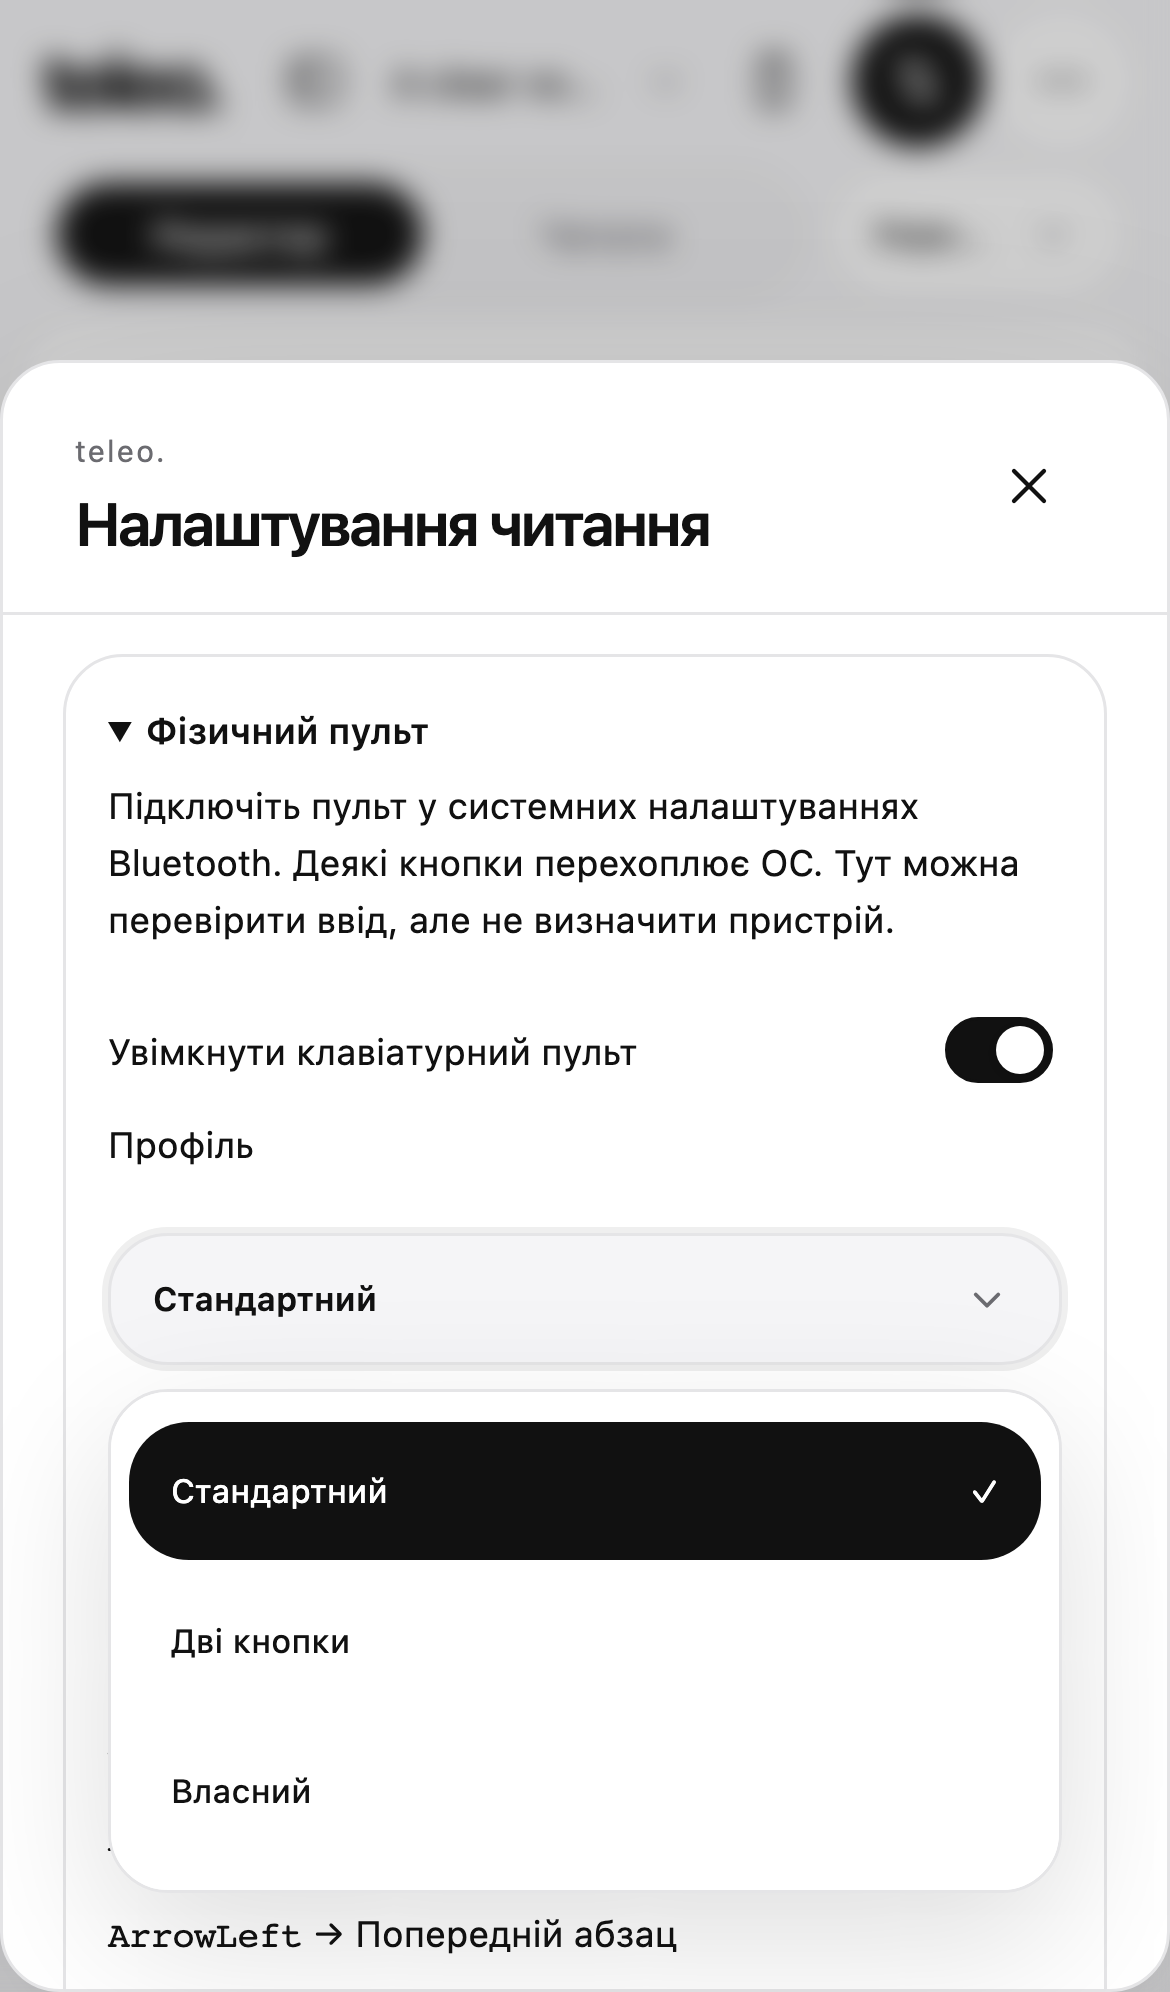 teleo.
Налаштування читання
Фізичний пульт
Підключіть пульт у системних налаштуваннях
Bluetooth. Деякі кнопки перехоплює ОС. Тут можна
перевірити ввід, але не визначити пристрій.
Увімкнути клавіатурний пульт
Профіль
Стандартний
Стандартний
Дві кнопки
Власний
ArrowLeft → Попередній абзац